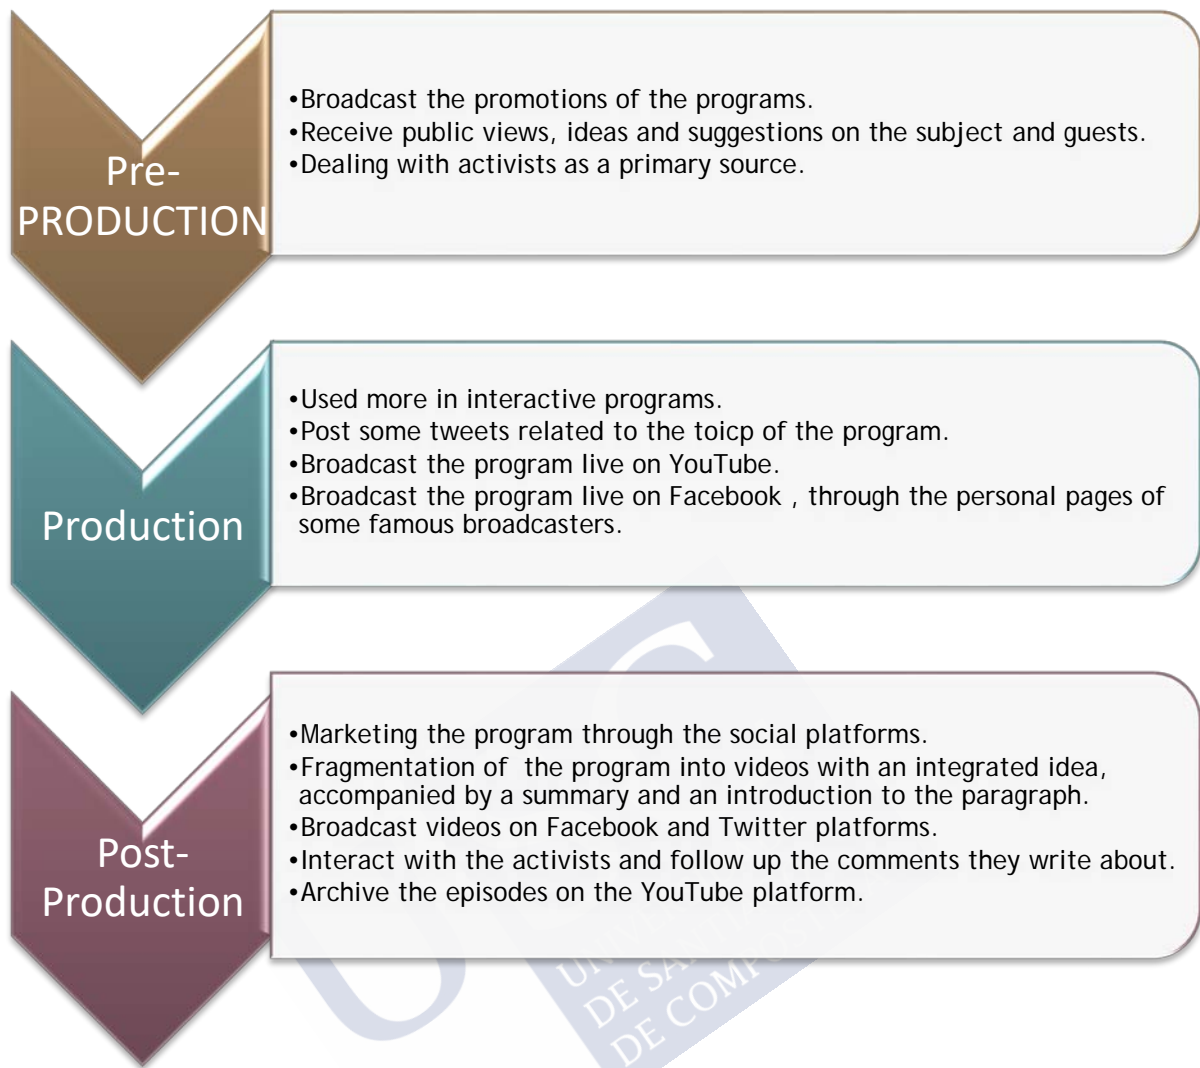 Pre-
PRODUCTION
•Broadcast the promotions of the programs.
•Receive public views, ideas and suggestions on the subject and guests.
•Dealing with activists as a primary source.
Production
•Used more in interactive programs.
•Post some tweets related to the toicp of the program.
•Broadcast the program live on YouTube.
•Broadcast the program live on Facebook , through the personal pages of
some famous broadcasters.
Post-
Production
•Marketing the program through the social platforms.
•Fragmentation of the program into videos with an integrated idea,
accompanied by a summary and an introduction to the paragraph.
•Broadcast videos on Facebook and Twitter platforms.
•Interact with the activists and follow up the comments they write about.
•Archive the episodes on the YouTube platform.
DE
DE